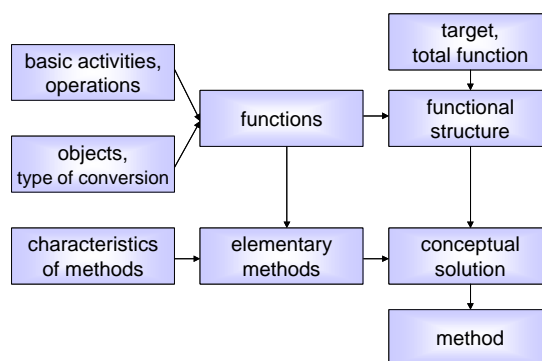 target,
total function
basic activities,
operations
functions
functional
structure
objects,
type of conversion
characteristics
of methods
elementary
methods
conceptual
solution
method